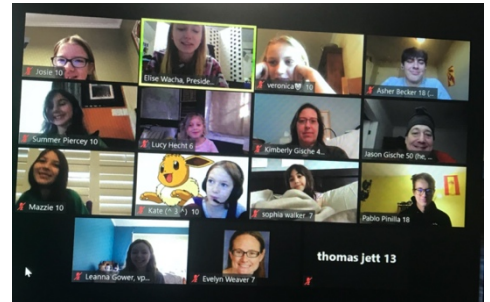 Josie 10
Elise Wacha, Preside...
veronica🤍 10
Asher Becker 18 (...
Summer Piercey 10
Lucy Hecht 6
Kimberly Gische 4...
Jason Gische 50 (he, ...
Mazzie 10
Kate (^ 3 ^) 10
sophia walker. 7
Pablo Pinilla 18
Leanna Gower, vp...
Evelyn Weaver 7
thomas jett 13